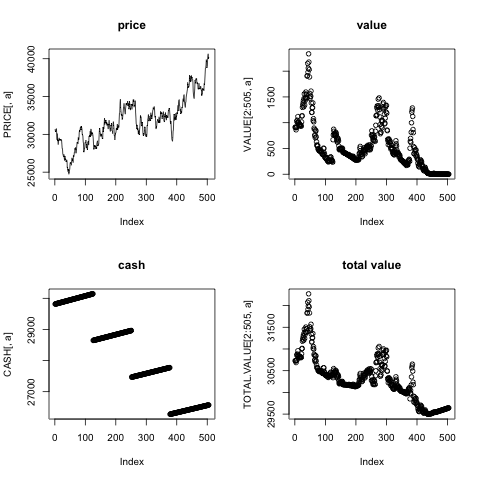 price
PRICE[, a]
25000 30000 35000 40000
0 100 200 300 400 500
Index
value
VALUE[2:505, a]
0 500 1500
0 100 200 300 400 500
Index
cash
CASH[, a]
27000 29000
0 100 200 300 400 500
Index
total value
TOTAL.VALUE[2:505, a]
29500 30500 31500
0 100 200 300 400 500
Index